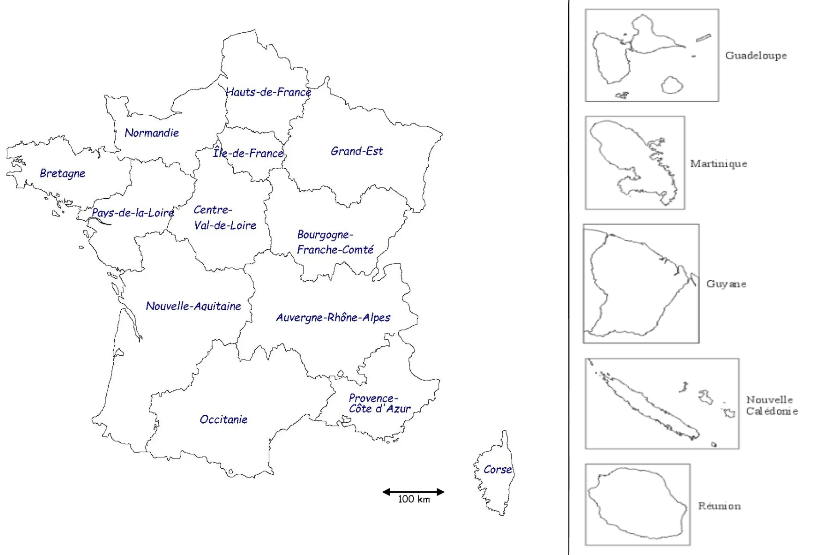 Hauts-de-France
Normandie
Île-de-France
Grand-Est
Bretagne
Pays-de-la-Loire
Centre-
Val-de-Loire
Bourgogne-
Franche-Comté
Nouvelle-Aquitaine
Auvergne-Rhône-Alpes
Provence-
Côte d'Azur
Occitanie
Corse
100 km
Guadeloupe
Martinique
Guyane
Nouvelle
Calédonie
Réunion